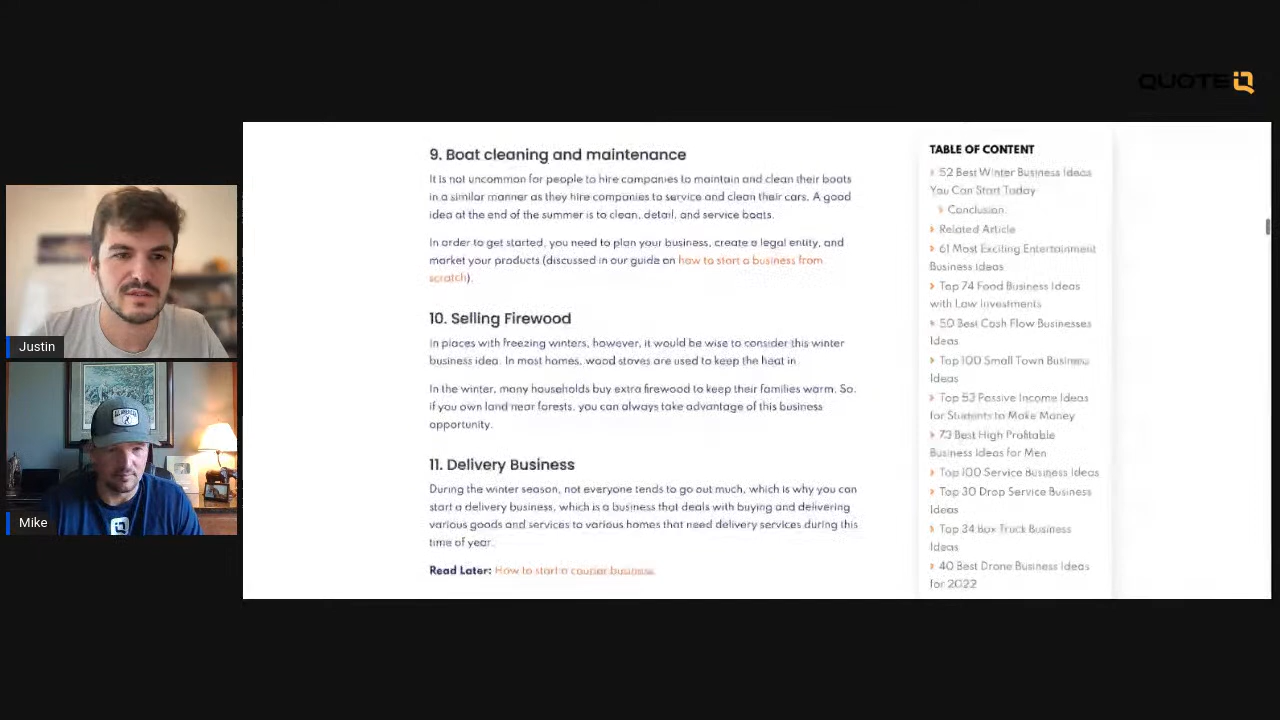 QUOTE iQ
9. Boat cleaning and maintenance
It is not uncommon for people to hire companies to maintain and clean their boats
in a similar manner as they hire companies to service and clean their cars. A good
idea at the end of the summer is to clean, detail, and service boats.
In order to get started, you need to plan your business, create a legal entity, and
market your products (discussed in our guide on how to start a business from
scratch).
10. Selling Firewood
In places with freezing winters, however, it would be wise to consider this winter
business idea. In most homes, wood stoves are used to keep the heat in.
In the winter, many households buy extra firewood to keep their families warm. So,
if you own land near forests, you can always take advantage of this business
opportunity.
11. Delivery Business
During the winter season, not everyone tends to go out much, which is why you can
start a delivery business, which is a business that deals with buying and delivering
various goods and services to various homes that need delivery services during this
time of year.
Read Later: How to start a courier business.
TABLE OF CONTENT
52 Best Winter Business Ideas
You Can Start Today
Conclusion
Related Article
61 Most Exciting Entertainment
Business Ideas
Top 74 Food Business Ideas
with Low Investments
50 Best Cash Flow Businesses
Ideas
Top 100 Small Town Business
Ideas
Top 53 Passive Income Ideas
for Students to Make Money
73 Best High Profitable
Business Ideas for Men
Top 100 Service Business Ideas
Top 30 Drop Service Business
Ideas
Top 34 Box Truck Business
Ideas
40 Best Drone Business Ideas
for 2022
Justin
Mike